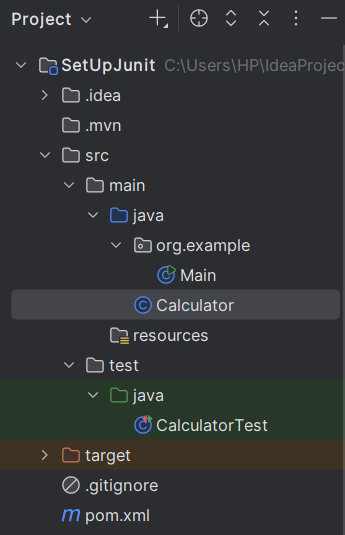 Project
SetUpJunit C:\Users\HP\IdeaProjec
.idea
.mvn
src
main
java
org.example
Main
Calculator
resources
test
java
CalculatorTest
target
.gitignore
pom.xml